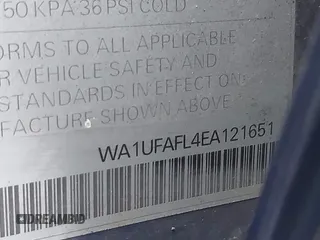 50 KPA 36 PSI COLD
ORMS TO ALL APPLICABLE
R VEHICLE SAFETY AND
STANDARDS IN EFFECT ON
FACTURE SHOWN ABOVE
WA1UFAFL4EA121651
DREAMBID